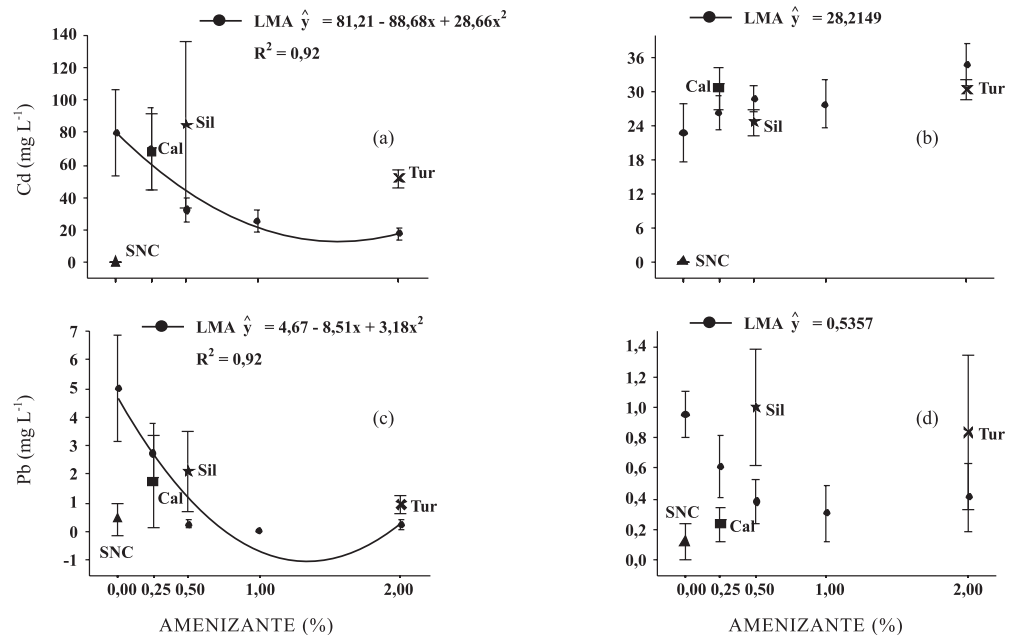 LMA ŷ = 81,21 - 88,68x + 28,66x²
R² = 0,92
140
120
100
80
60
40
20
0
Cd (mg L⁻¹)
Sil
Cal
(a)
Tur
SNC
LMA ŷ = 28,2149
36
30
24
18
12
6
0
Cal
Sil
Tur
(b)
SNC
LMA ŷ = 4,67 - 8,51x + 3,18x²
R² = 0,92
7
6
5
4
3
2
1
0
-1
Pb (mg L⁻¹)
(c)
Sil
Cal
Tur
SNC
0,00 0,25 0,50 1,00 2,00
AMENIZANTE (%)
LMA ŷ = 0,5357
1,4
1,2
1,0
0,8
0,6
0,4
0,2
0,0
Sil
(d)
Tur
SNC
Cal
0,00 0,25 0,50 1,00 2,00
AMENIZANTE (%)